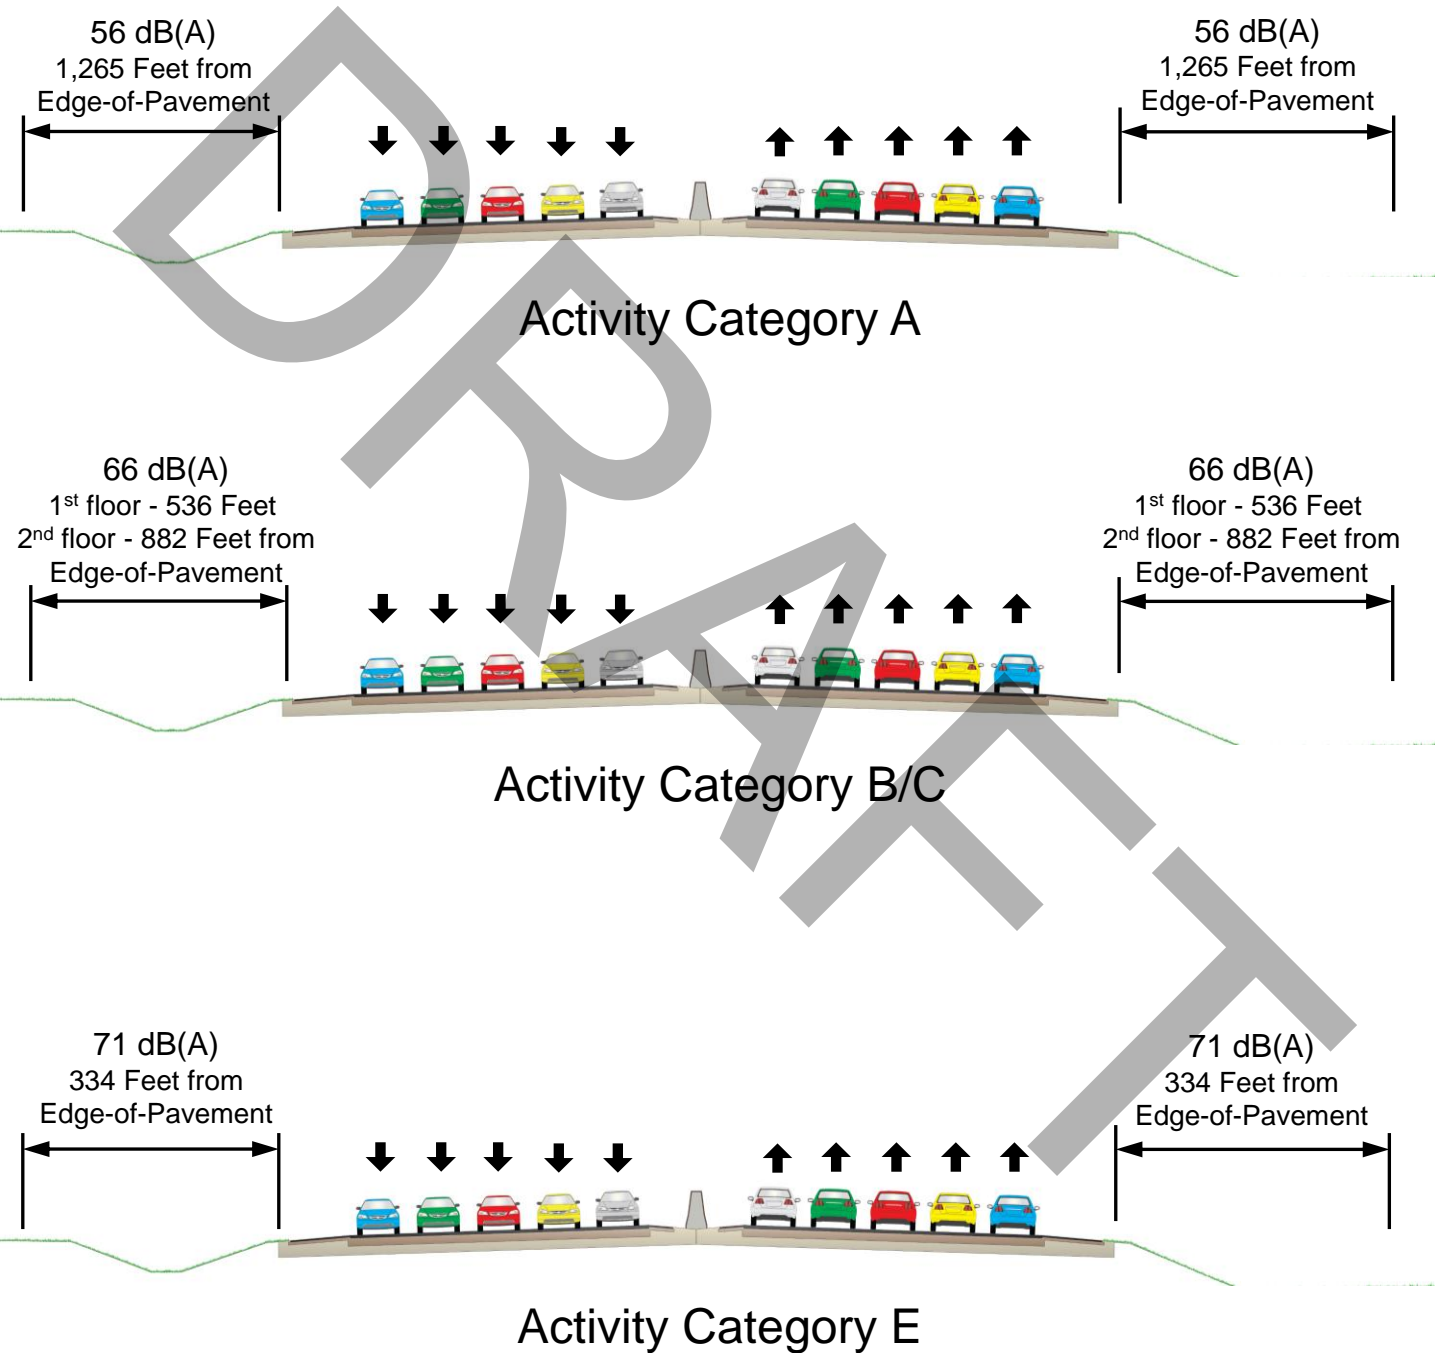 56 dB(A)
1,265 Feet from
Edge-of-Pavement
56 dB(A)
1,265 Feet from
Edge-of-Pavement
Activity Category A
66 dB(A)
1st floor - 536 Feet
2nd floor - 882 Feet from
Edge-of-Pavement
66 dB(A)
1st floor - 536 Feet
2nd floor - 882 Feet from
Edge-of-Pavement
Activity Category B/C
71 dB(A)
334 Feet from
Edge-of-Pavement
71 dB(A)
334 Feet from
Edge-of-Pavement
Activity Category E
DRAFT